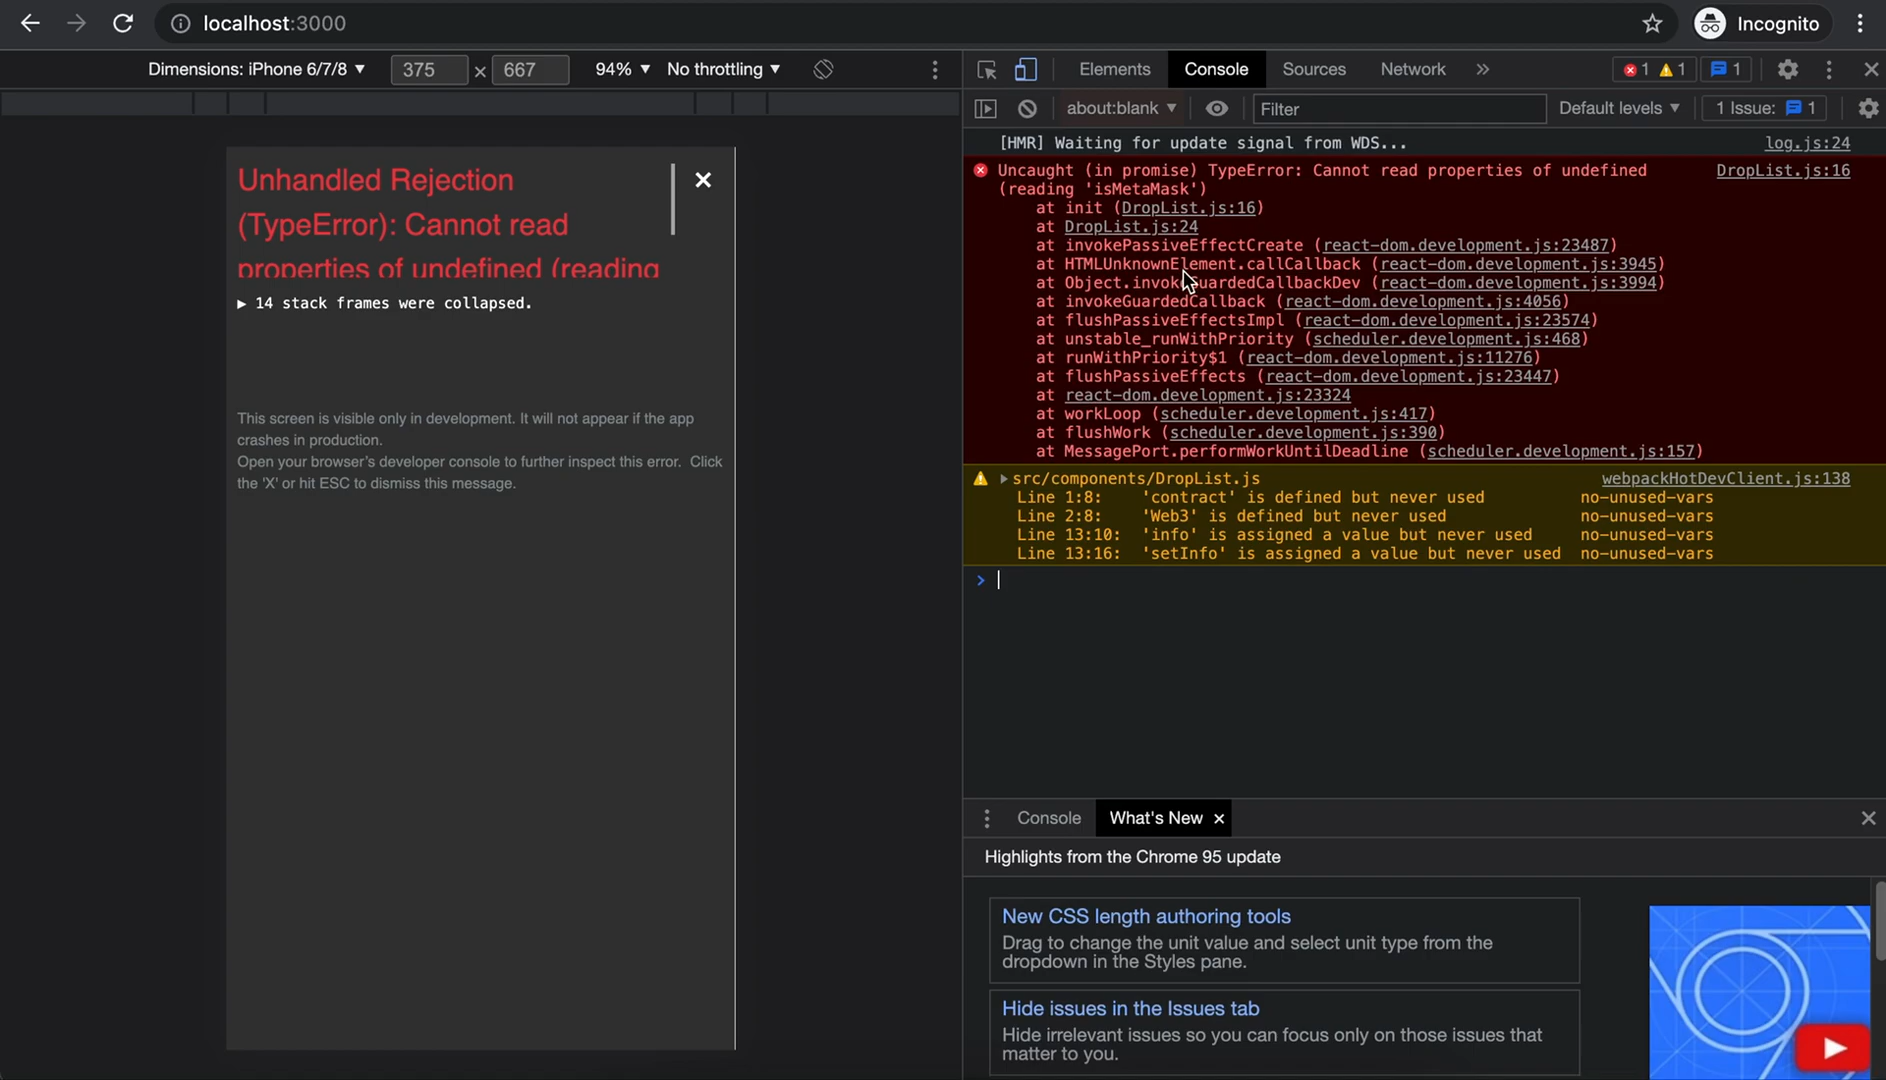 localhost:3000
Incognito
Dimensions: iPhone 6/7/8 ▼ 375 × 667 94% ▼ No throttling ▼
Elements Console Sources Network » 1 1 1
about:blank ▼ Filter Default levels ▼ 1 Issue: 1
[HMR] Waiting for update signal from WDS... log.js:24
Uncaught (in promise) TypeError: Cannot read properties of undefined DropList.js:16
(reading 'isMetaMask')
at init (DropList.js:16)
at DropList.js:24
at invokePassiveEffectCreate (react-dom.development.js:23487)
at HTMLUnknownElement.callCallback (react-dom.development.js:3945)
at Object.invokeGuardedCallbackDev (react-dom.development.js:3994)
at invokeGuardedCallback (react-dom.development.js:4056)
at flushPassiveEffectsImpl (react-dom.development.js:23574)
at unstable_runWithPriority (scheduler.development.js:468)
at runWithPriority$1 (react-dom.development.js:11276)
at flushPassiveEffects (react-dom.development.js:23447)
at react-dom.development.js:23324
at workLoop (scheduler.development.js:417)
at flushWork (scheduler.development.js:390)
at MessagePort.performWorkUntilDeadline (scheduler.development.js:157)
▶ src/components/DropList.js webpackHotDevClient.js:138
Line 1:8: 'contract' is defined but never used no-unused-vars
Line 2:8: 'Web3' is defined but never used no-unused-vars
Line 13:10: 'info' is assigned a value but never used no-unused-vars
Line 13:16: 'setInfo' is assigned a value but never used no-unused-vars
>
Unhandled Rejection
(TypeError): Cannot read
properties of undefined (reading
▶ 14 stack frames were collapsed.
This screen is visible only in development. It will not appear if the app
crashes in production.
Open your browser's developer console to further inspect this error. Click
the 'X' or hit ESC to dismiss this message.
Console What's New ×
Highlights from the Chrome 95 update
New CSS length authoring tools
Drag to change the unit value and select unit type from the
dropdown in the Styles pane.
Hide issues in the Issues tab
Hide irrelevant issues so you can focus only on those issues that
matter to you.